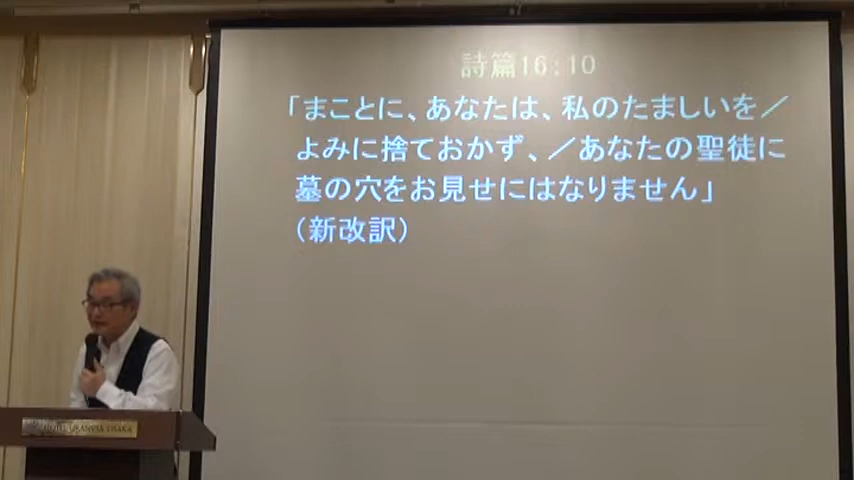 詩篇16:10
「まことに、あなたは、私のたましいを／
よみに捨ておかず、／あなたの聖徒に
墓の穴をお見せにはなりません」
（新改訳）
OSAKA